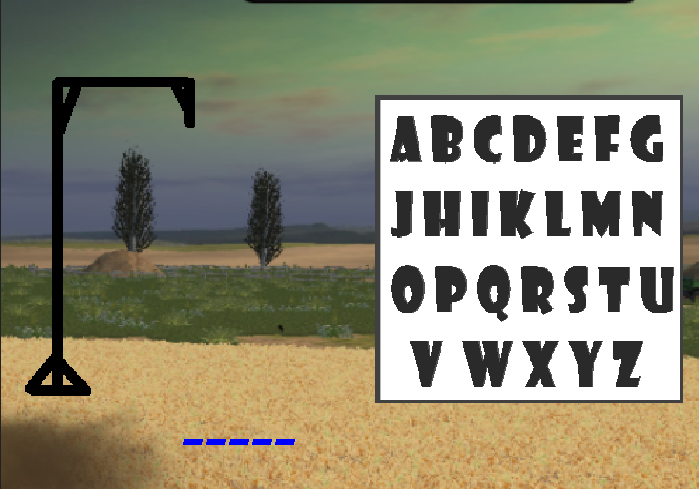 ABCDEFG
JHIKLMN
OPQRSTU
VWXYZ